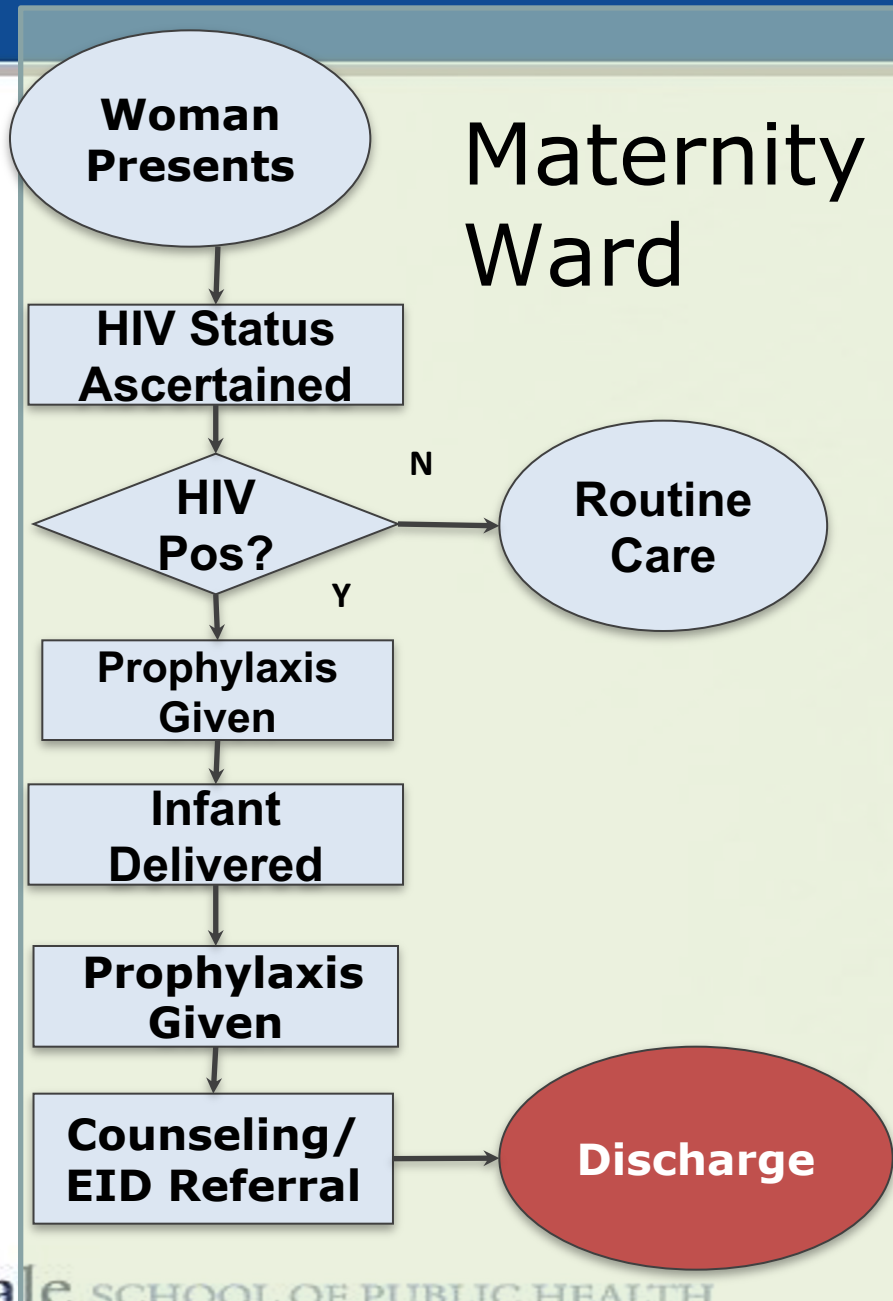 Woman
Presents
Maternity
Ward
HIV Status
Ascertained
HIV
Pos?
N
Routine
Care
Y
Prophylaxis
Given
Infant
Delivered
Prophylaxis
Given
Counseling/
EID Referral
Discharge
ale SCHOOL OF PUBLIC HEALTH